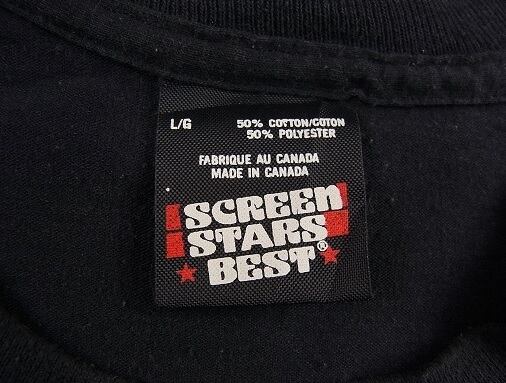 L/G 50% COTTON/COTON
50% POLYESTER
FABRIQUE AU CANADA
MADE IN CANADA
SCREEN
STARS
BEST®